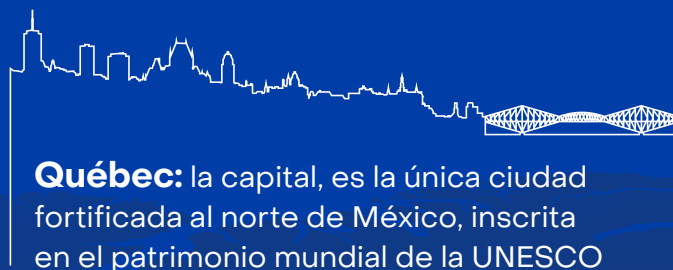 Québec: la capital, es la única ciudad
fortificada al norte de México, inscrita
en el patrimonio mundial de la UNESCO